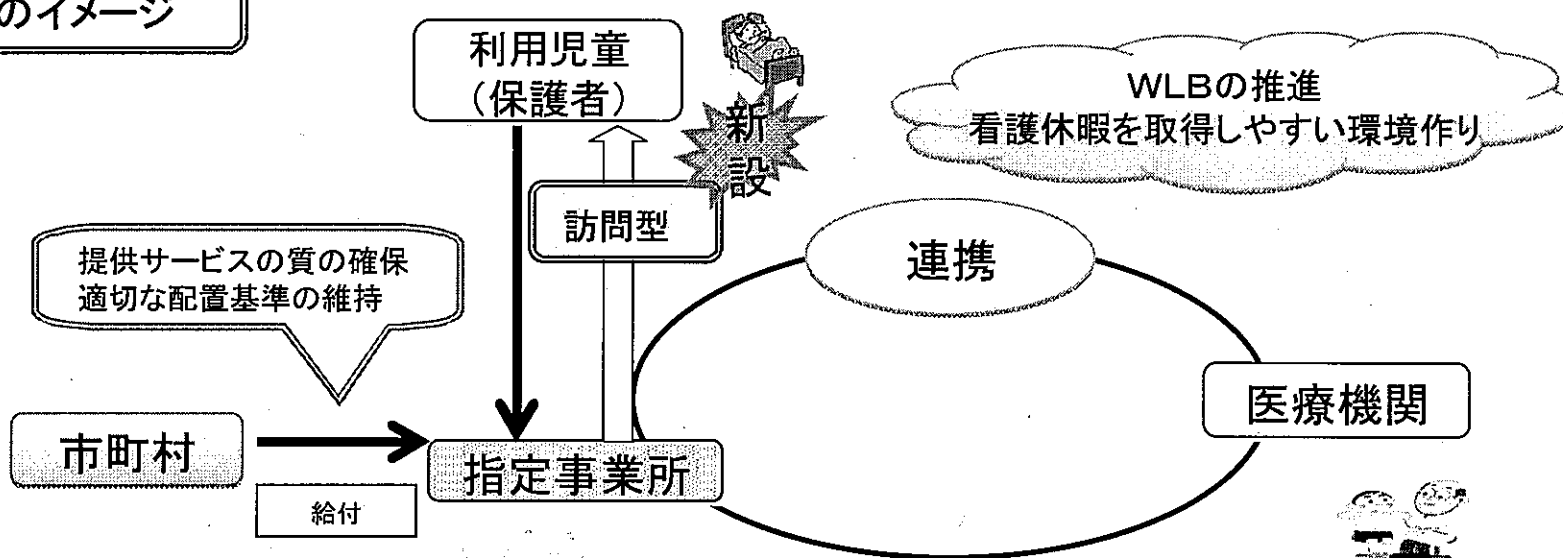 のイメージ
利用児童
（保護者）
新
設
WLBの推進
看護休暇を取得しやすい環境作り
訪問型
連携
提供サービスの質の確保
適切な配置基準の維持
医療機関
市町村
指定事業所
給付